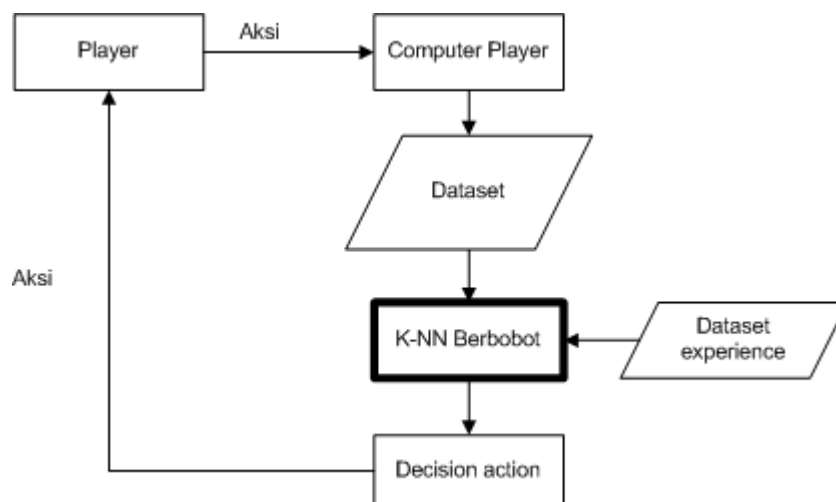 Aksi
Player
Computer Player
Dataset
Aksi
K-NN Berbobot
Dataset
experience
Decision action